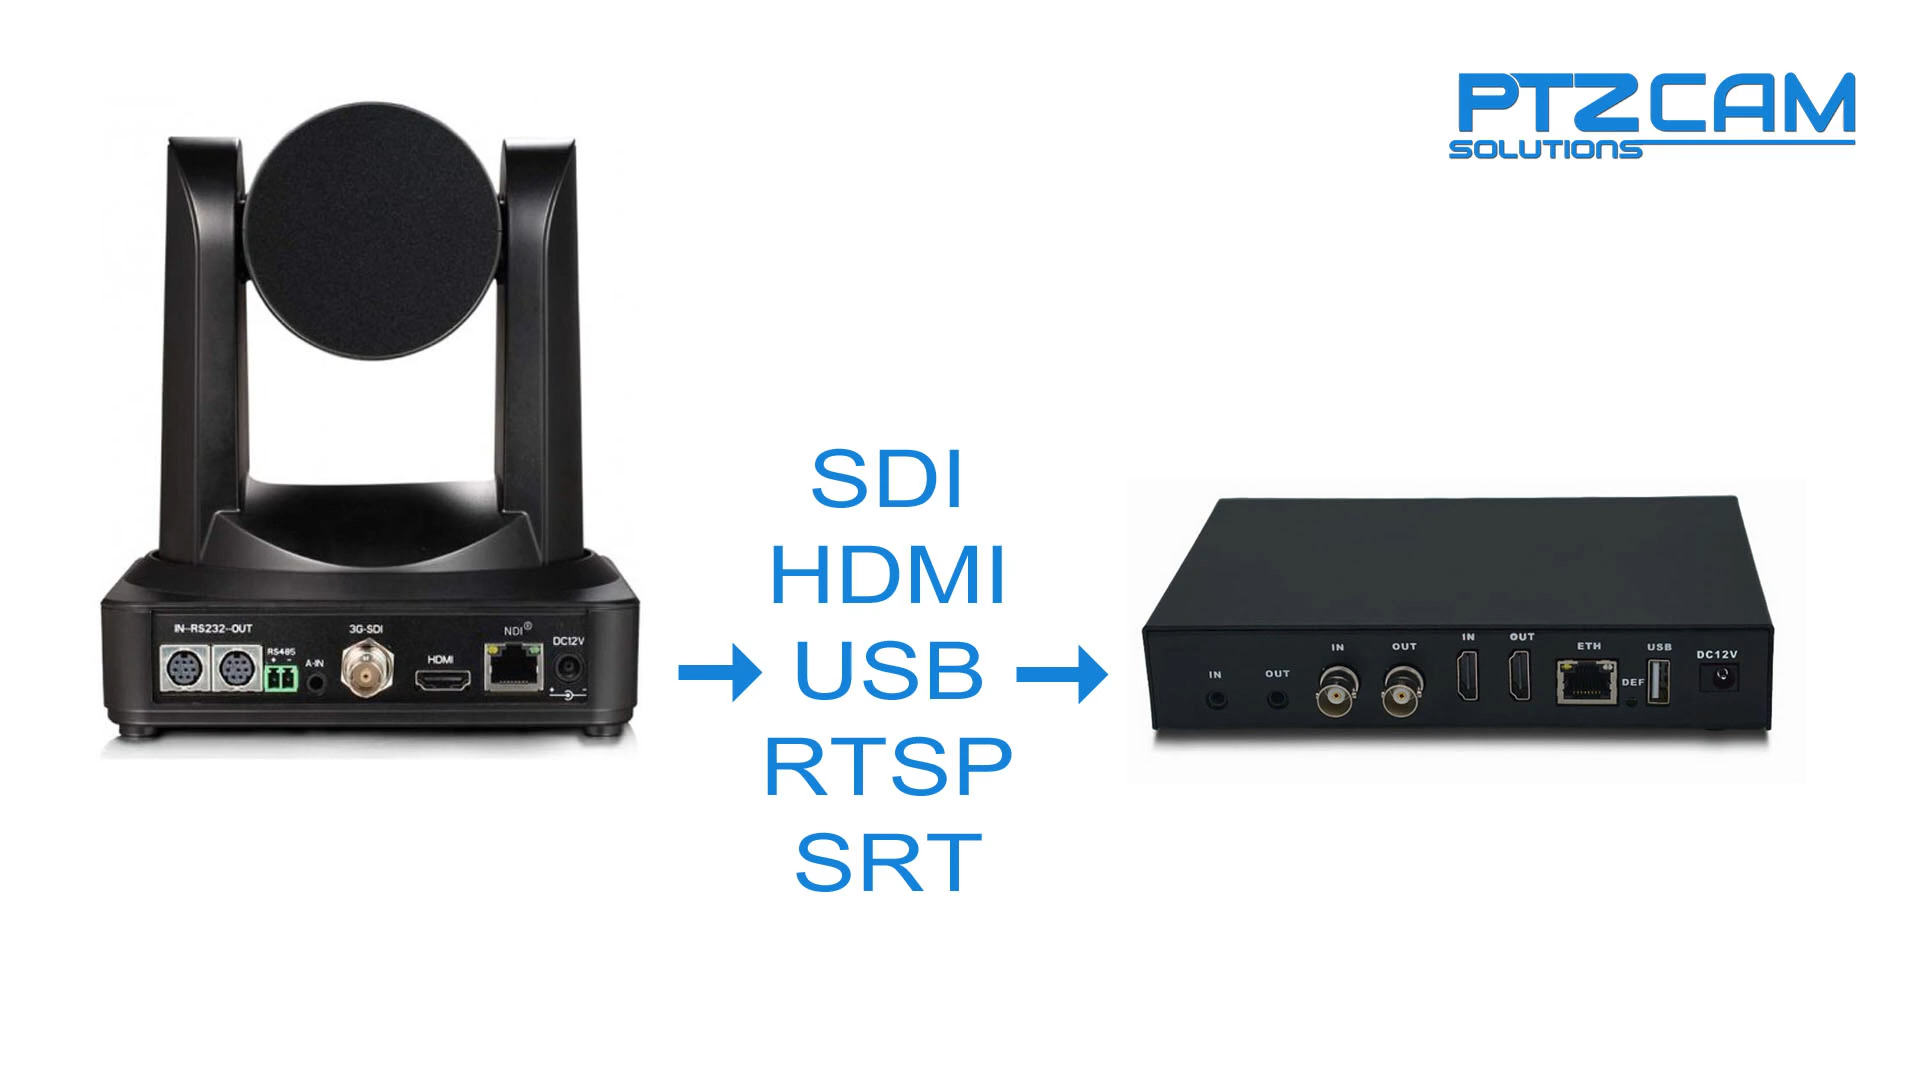 PTZCAM
SOLUTIONS
SDI
HDMI
USB
RTSP
SRT
IN--RS232--OUT
RS485
+ -
A-IN
3G-SDI
HDMI
NDI®
DC12V
+ -
IN
OUT
IN
OUT
IN
OUT
ETH
DEF
USB
DC12V